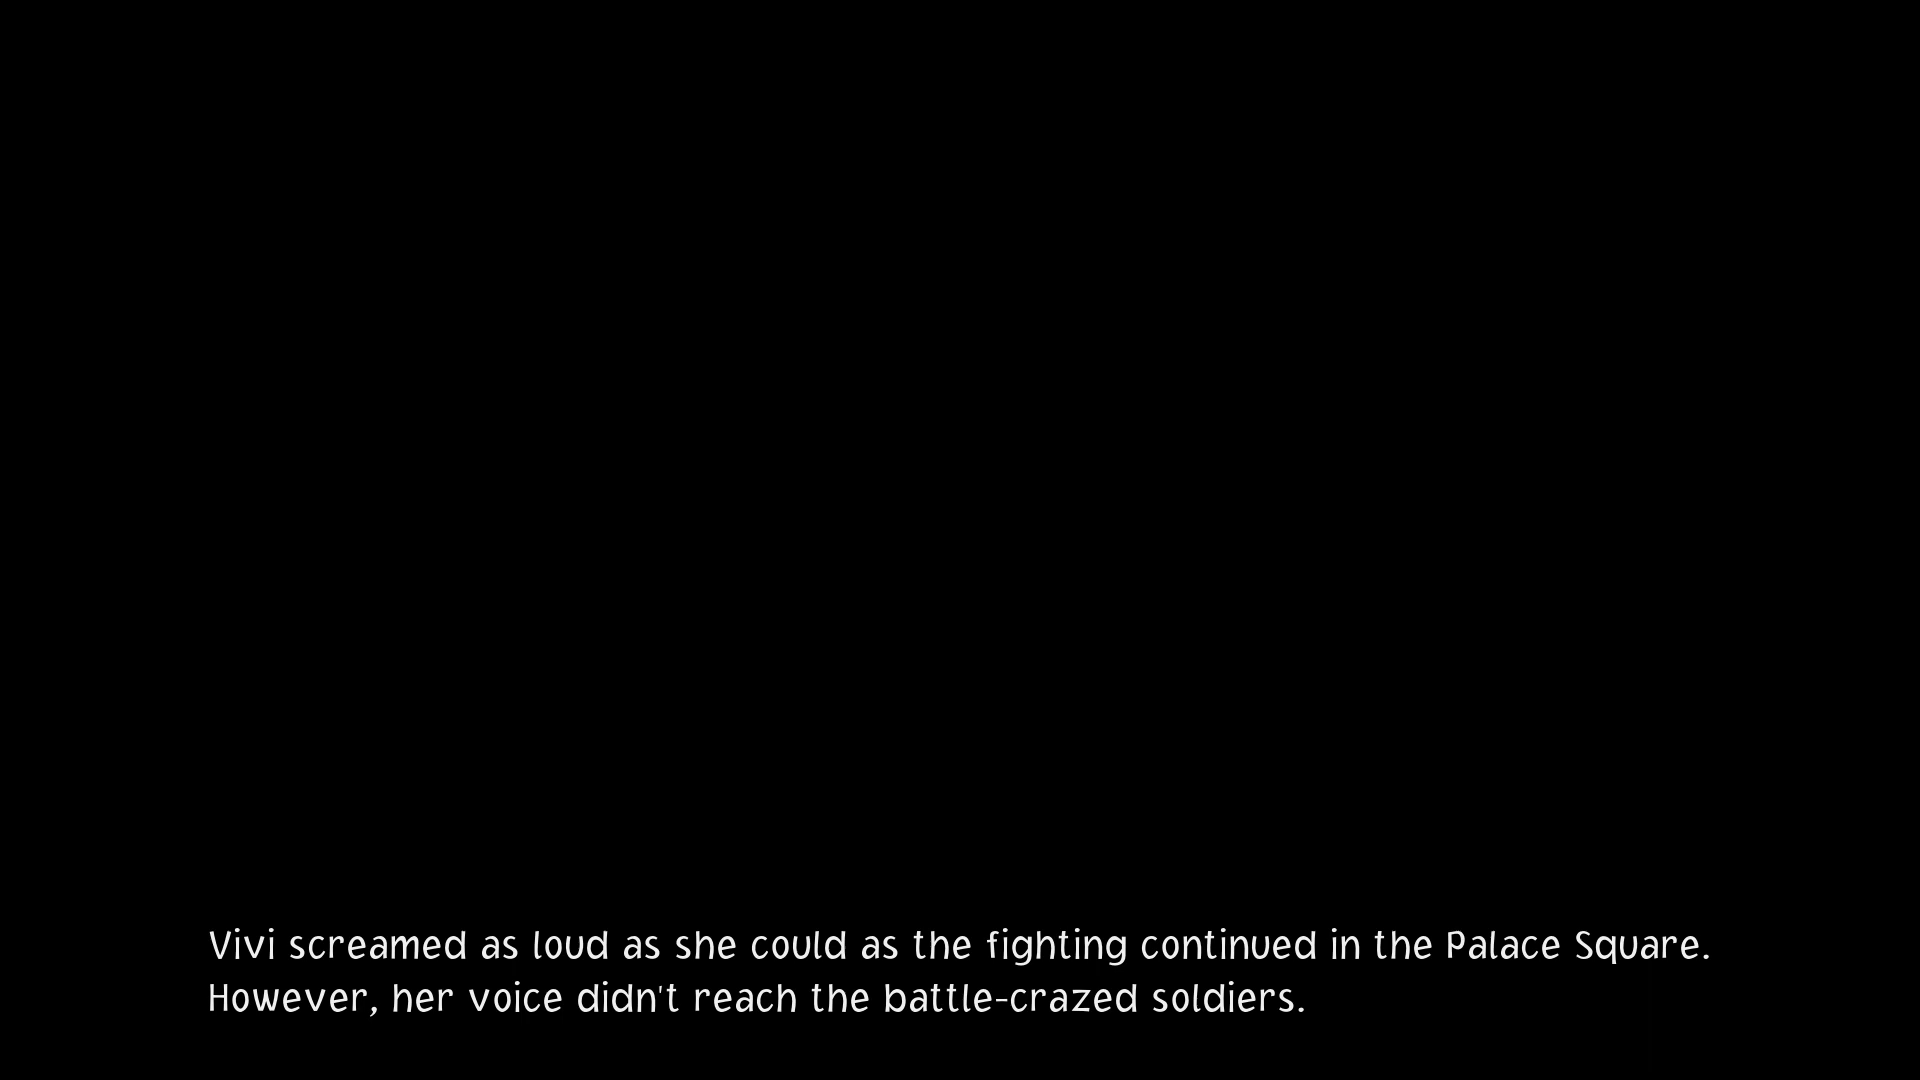 Vivi screamed as loud as she could as the fighting continued in the Palace Square.
However, her voice didn't reach the battle-crazed soldiers.